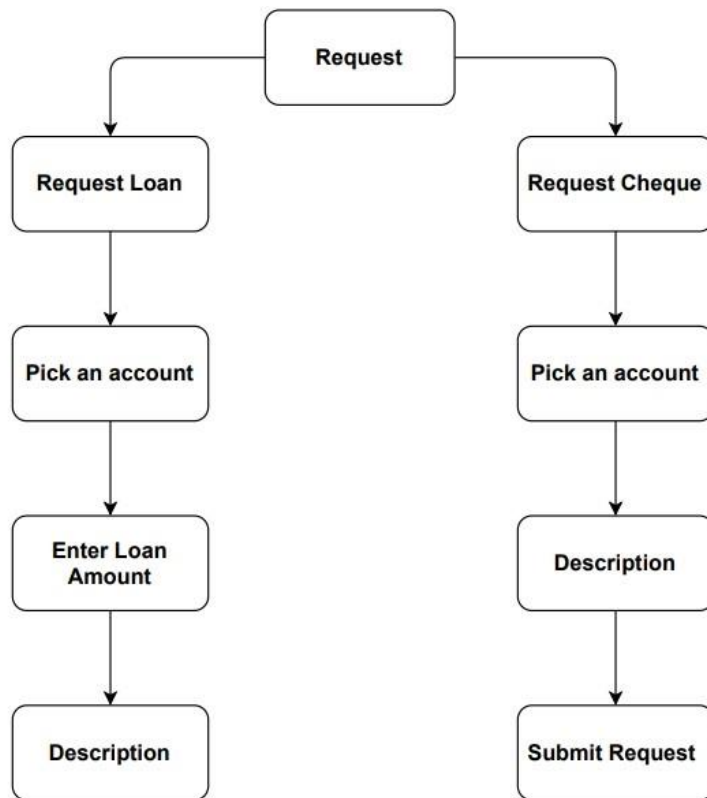 Request
Request Loan
Request Cheque
Pick an account
Pick an account
Enter Loan
Amount
Description
Description
Submit Request